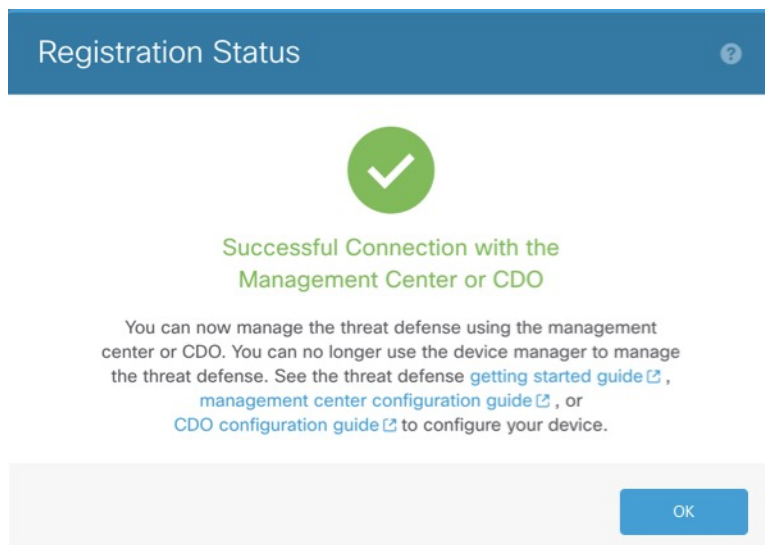 Registration Status
?
Successful Connection with the
Management Center or CDO
You can now manage the threat defense using the management
center or CDO. You can no longer use the device manager to manage
the threat defense. See the threat defense getting started guide ,
management center configuration guide , or
CDO configuration guide to configure your device.
OK